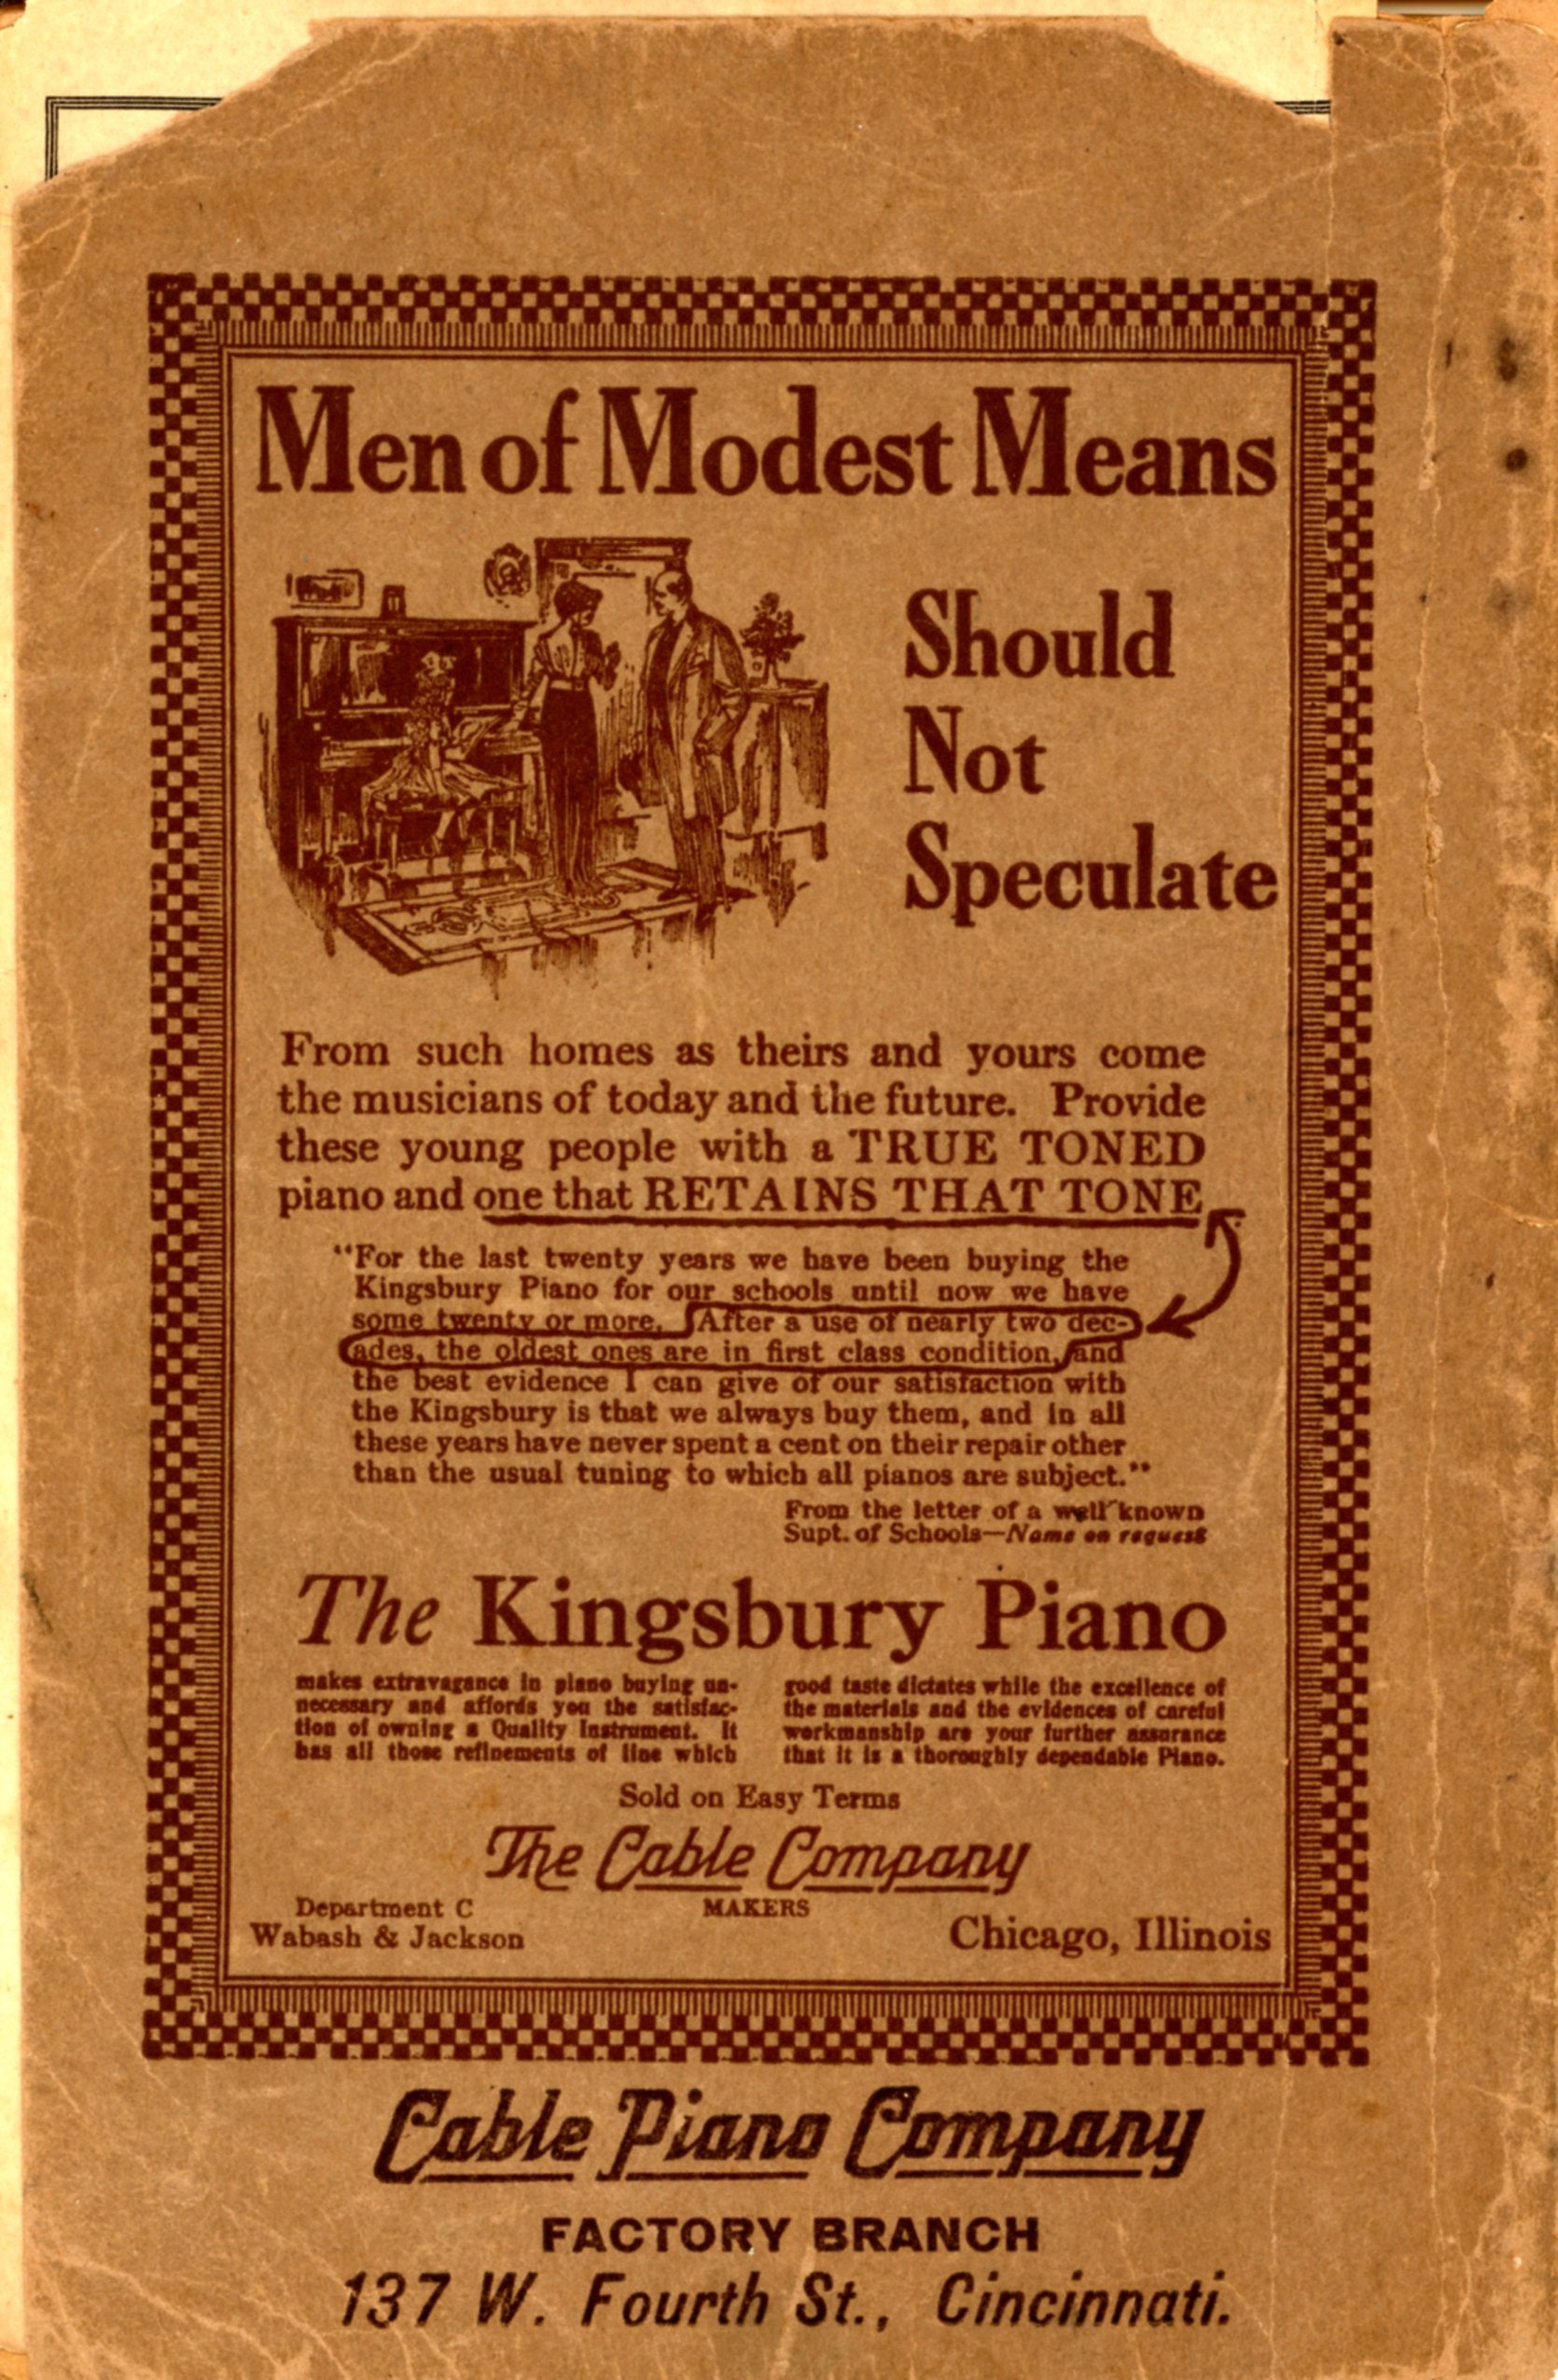 Men of Modest Means
Should
Not
Speculate
From such homes as theirs and yours come
the musicians of today and the future. Provide
these young people with a TRUE TONED
piano and one that RETAINS THAT TONE
"For the last twenty years we have been buying the
Kingsbury Piano for our schools until now we have
some twenty or more. After a use of nearly two dec-
ades, the oldest ones are in first class condition, and
the best evidence I can give of our satisfaction with
the Kingsbury is that we always buy them, and in all
these years have never spent a cent on their repair other
than the usual tuning to which all pianos are subject."
From the letter of a well known
Supt. of Schools—Name on request
The Kingsbury Piano
makes extravagance in piano buying un-
necessary and affords you the satisfac-
tion of owning a Quality Instrument. It
has all those refinements of line which
good taste dictates while the excellence of
the materials and the evidences of careful
workmanship are your further assurance
that it is a thoroughly dependable Piano.
Sold on Easy Terms
The Cable Company
MAKERS
Department C
Wabash & Jackson
Chicago, Illinois
Cable Piano Company
FACTORY BRANCH
137 W. Fourth St., Cincinnati.